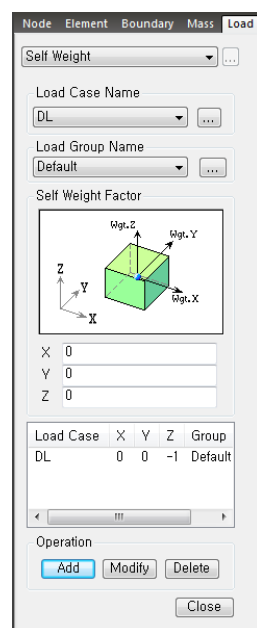 Node Element Boundary Mass Load
Self Weight ...
Load Case Name
DL ...
Load Group Name
Default ...
Self Weight Factor
Wgt.Z
Wgt.Y
Z
Y
Wgt.X
X
X 0
Y 0
Z 0
Load Case X Y Z Group
DL 0 0 -1 Default
Operation
Add Modify Delete
Close